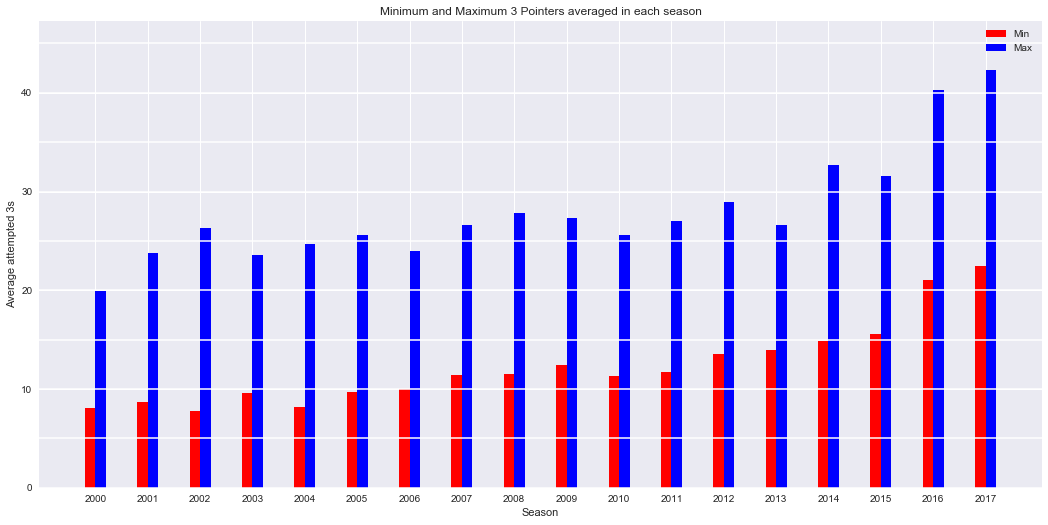 Minimum and Maximum 3 Pointers averaged in each season
Min
Max
Average attempted 3s
40
30
20
10
0
2000 2001 2002 2003 2004 2005 2006 2007 2008 2009 2010 2011 2012 2013 2014 2015 2016 2017
Season